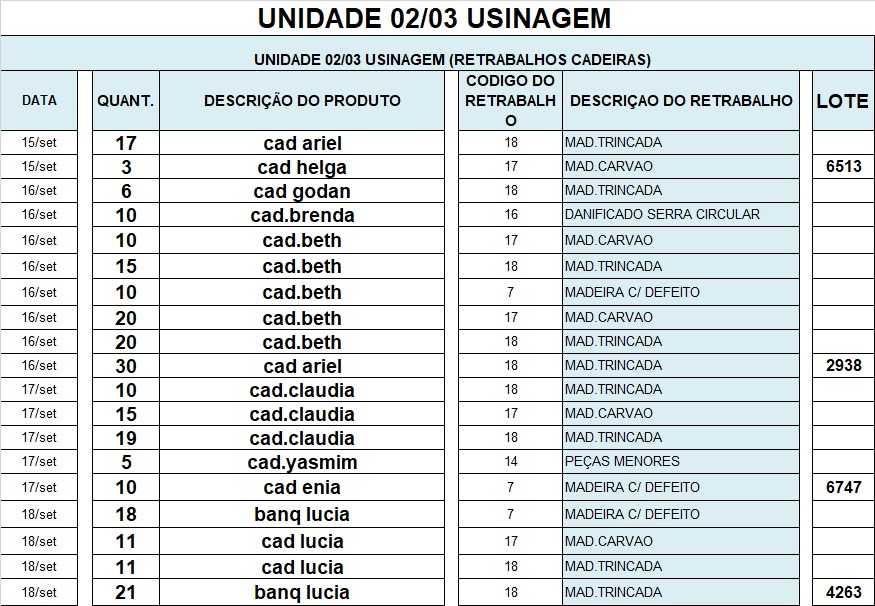 UNIDADE 02/03 USINAGEM
UNIDADE 02/03 USINAGEM (RETRABALHOS CADEIRAS)
DATA QUANT. DESCRIÇÃO DO PRODUTO CODIGO DO RETRABALHO DESCRIÇAO DO RETRABALHO LOTE
15/set 17 cad ariel 18 MAD.TRINCADA
15/set 3 cad helga 17 MAD.CARVAO 6513
16/set 6 cad godan 18 MAD.TRINCADA
16/set 10 cad.brenda 16 DANIFICADO SERRA CIRCULAR
16/set 10 cad.beth 17 MAD.CARVAO
16/set 15 cad.beth 18 MAD.TRINCADA
16/set 10 cad.beth 7 MADEIRA C/ DEFEITO
16/set 20 cad.beth 17 MAD.CARVAO
16/set 20 cad.beth 18 MAD.TRINCADA
16/set 30 cad ariel 18 MAD.TRINCADA 2938
17/set 10 cad.claudia 18 MAD.TRINCADA
17/set 15 cad.claudia 17 MAD.CARVAO
17/set 19 cad.claudia 18 MAD.TRINCADA
17/set 5 cad.yasmim 14 PEÇAS MENORES
17/set 10 cad enia 7 MADEIRA C/ DEFEITO 6747
18/set 18 banq lucia 7 MADEIRA C/ DEFEITO
18/set 11 cad lucia 17 MAD.CARVAO
18/set 11 cad lucia 18 MAD.TRINCADA
18/set 21 banq lucia 18 MAD.TRINCADA 4263